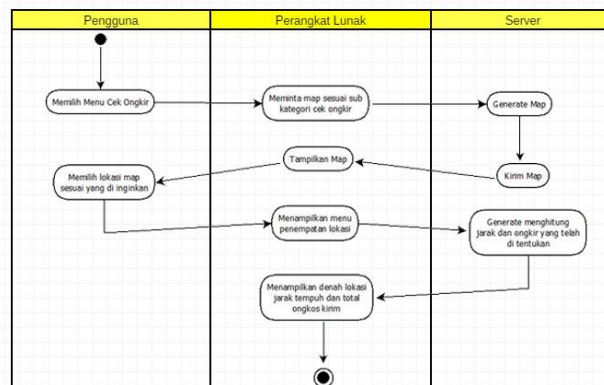 Pengguna
Perangkat Lunak
Server
Memilih Menu Cek Ongkir
Meminta map sesuai sub
kategori cek ongkir
Generate Map
Tampilkan Map
Kirim Map
Memilih lokasi map
sesuai yang di inginkan
Menampilkan menu
penempatan lokasi
Generate menghitung
jarak dan ongkir yang telah
di tentukan
Menampilkan denah lokasi
jarak tempuh dan total
ongkos kirim